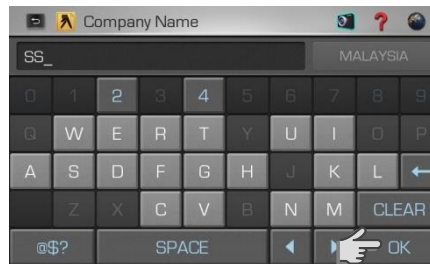 Company Name
SS_ MALAYSIA
0 1 2 3 4 5 6 7 8 9
Q W E R T Y U I O P
A S D F G H J K L
Z X C V B N M CLEAR
@$? SPACE OK